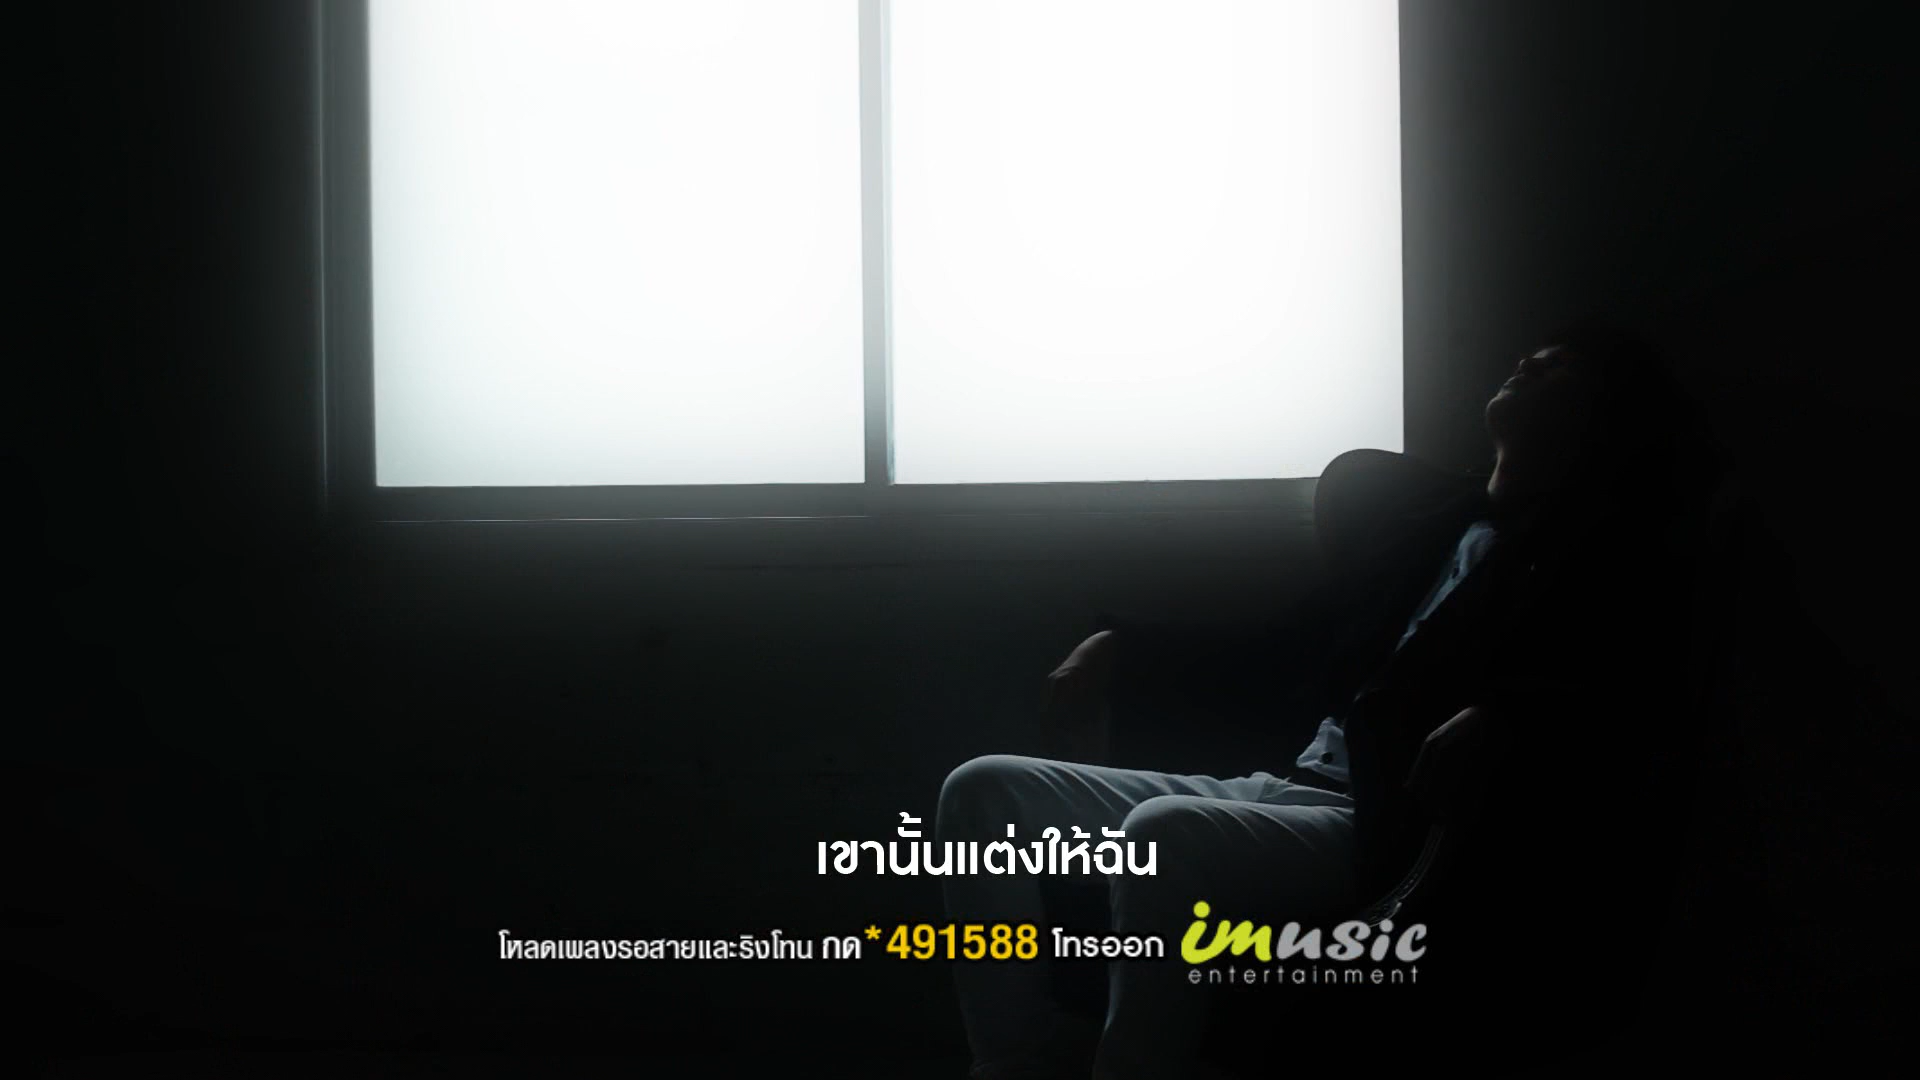 เขานั้นแต่งให้ฉัน
โหลดเพลงรอสายและริงโทน กด *491588 โทรออก imusic
entertainment